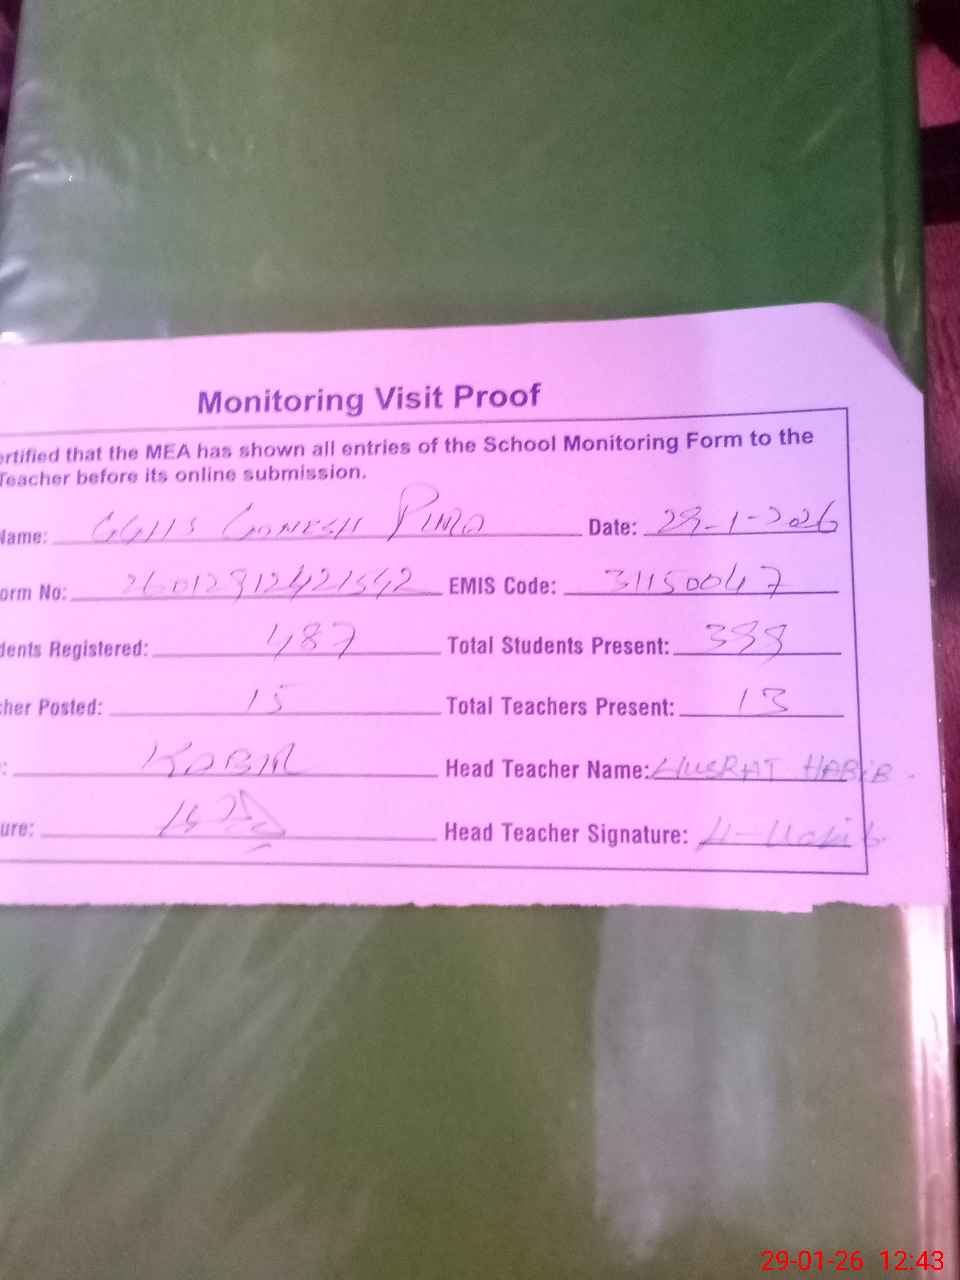 Monitoring Visit Proof
ertified that the MEA has shown all entries of the School Monitoring Form to the
Teacher before its online submission.
Name: GGHS GONESH PURA Date: 29-1-2026
orm No: EMIS Code: 31150047
dents Registered: 487 Total Students Present: 388
cher Posted: 15 Total Teachers Present: 13
: KABIR Head Teacher Name: NUSRAT HABIB.
ure: Head Teacher Signature:
29-01-26 12:43